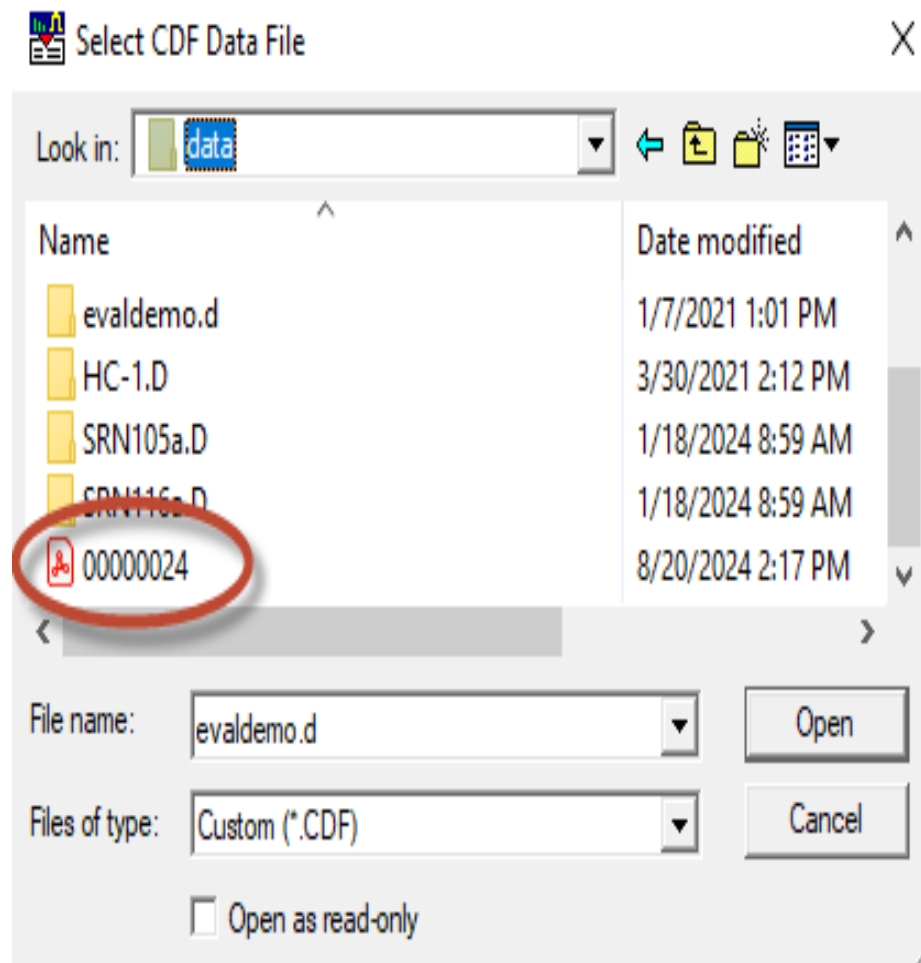 Select CDF Data File
Look in: data
Name Date modified
evaldemo.d 1/7/2021 1:01 PM
HC-1.D 3/30/2021 2:12 PM
SRN105a.D 1/18/2024 8:59 AM
SRN116a.D 1/18/2024 8:59 AM
00000024 8/20/2024 2:17 PM
File name: evaldemo.d Open
Files of type: Custom (*.CDF) Cancel
Open as read-only